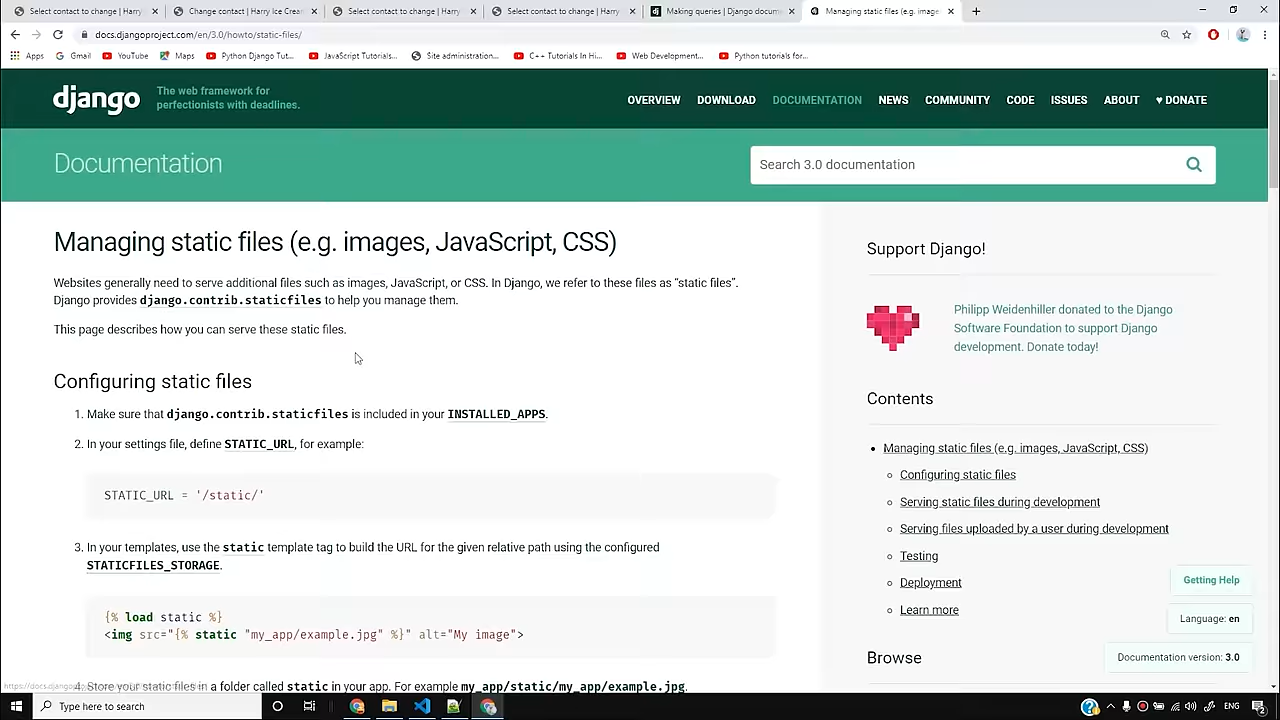 Select contact to change | Harry
Change contact | Harry Ice Cream
Select contact to change | Harry
Select contact to change | Harry
Making queries | Django docume
Managing static files (e.g. image
docs.djangoproject.com/en/3.0/howto/static-files/
Apps
Gmail
YouTube
Maps
Python Django Tut...
JavaScript Tutorials...
Site administration...
C++ Tutorials In Hi...
Web Development...
Python tutorials for...
django
The web framework for
perfectionists with deadlines.
OVERVIEW DOWNLOAD DOCUMENTATION NEWS COMMUNITY CODE ISSUES ABOUT ♥ DONATE
Documentation
Search 3.0 documentation
Managing static files (e.g. images, JavaScript, CSS)
Websites generally need to serve additional files such as images, JavaScript, or CSS. In Django, we refer to these files as “static files”.
Django provides django.contrib.staticfiles to help you manage them.
This page describes how you can serve these static files.
Configuring static files
1. Make sure that django.contrib.staticfiles is included in your INSTALLED_APPS.
2. In your settings file, define STATIC_URL, for example:
STATIC_URL = '/static/'
3. In your templates, use the static template tag to build the URL for the given relative path using the configured
STATICFILES_STORAGE.
{% load static %}
<img src="{% static "my_app/example.jpg" %}" alt="My image">
4. Store your static files in a folder called static in your app. For example my_app/static/my_app/example.jpg.
Support Django!
Philipp Weidenhiller donated to the Django
Software Foundation to support Django
development. Donate today!
Contents
Managing static files (e.g. images, JavaScript, CSS)
Configuring static files
Serving static files during development
Serving files uploaded by a user during development
Testing
Deployment
Learn more
Browse
Getting Help
Language: en
Documentation version: 3.0
Type here to search
ENG